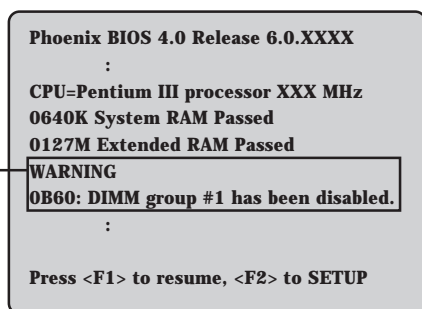 Phoenix BIOS 4.0 Release 6.0.XXXX
:
CPU=Pentium III processor XXX MHz
0640K System RAM Passed
0127M Extended RAM Passed
WARNING
0B60: DIMM group #1 has been disabled.
:
Press <F1> to resume, <F2> to SETUP